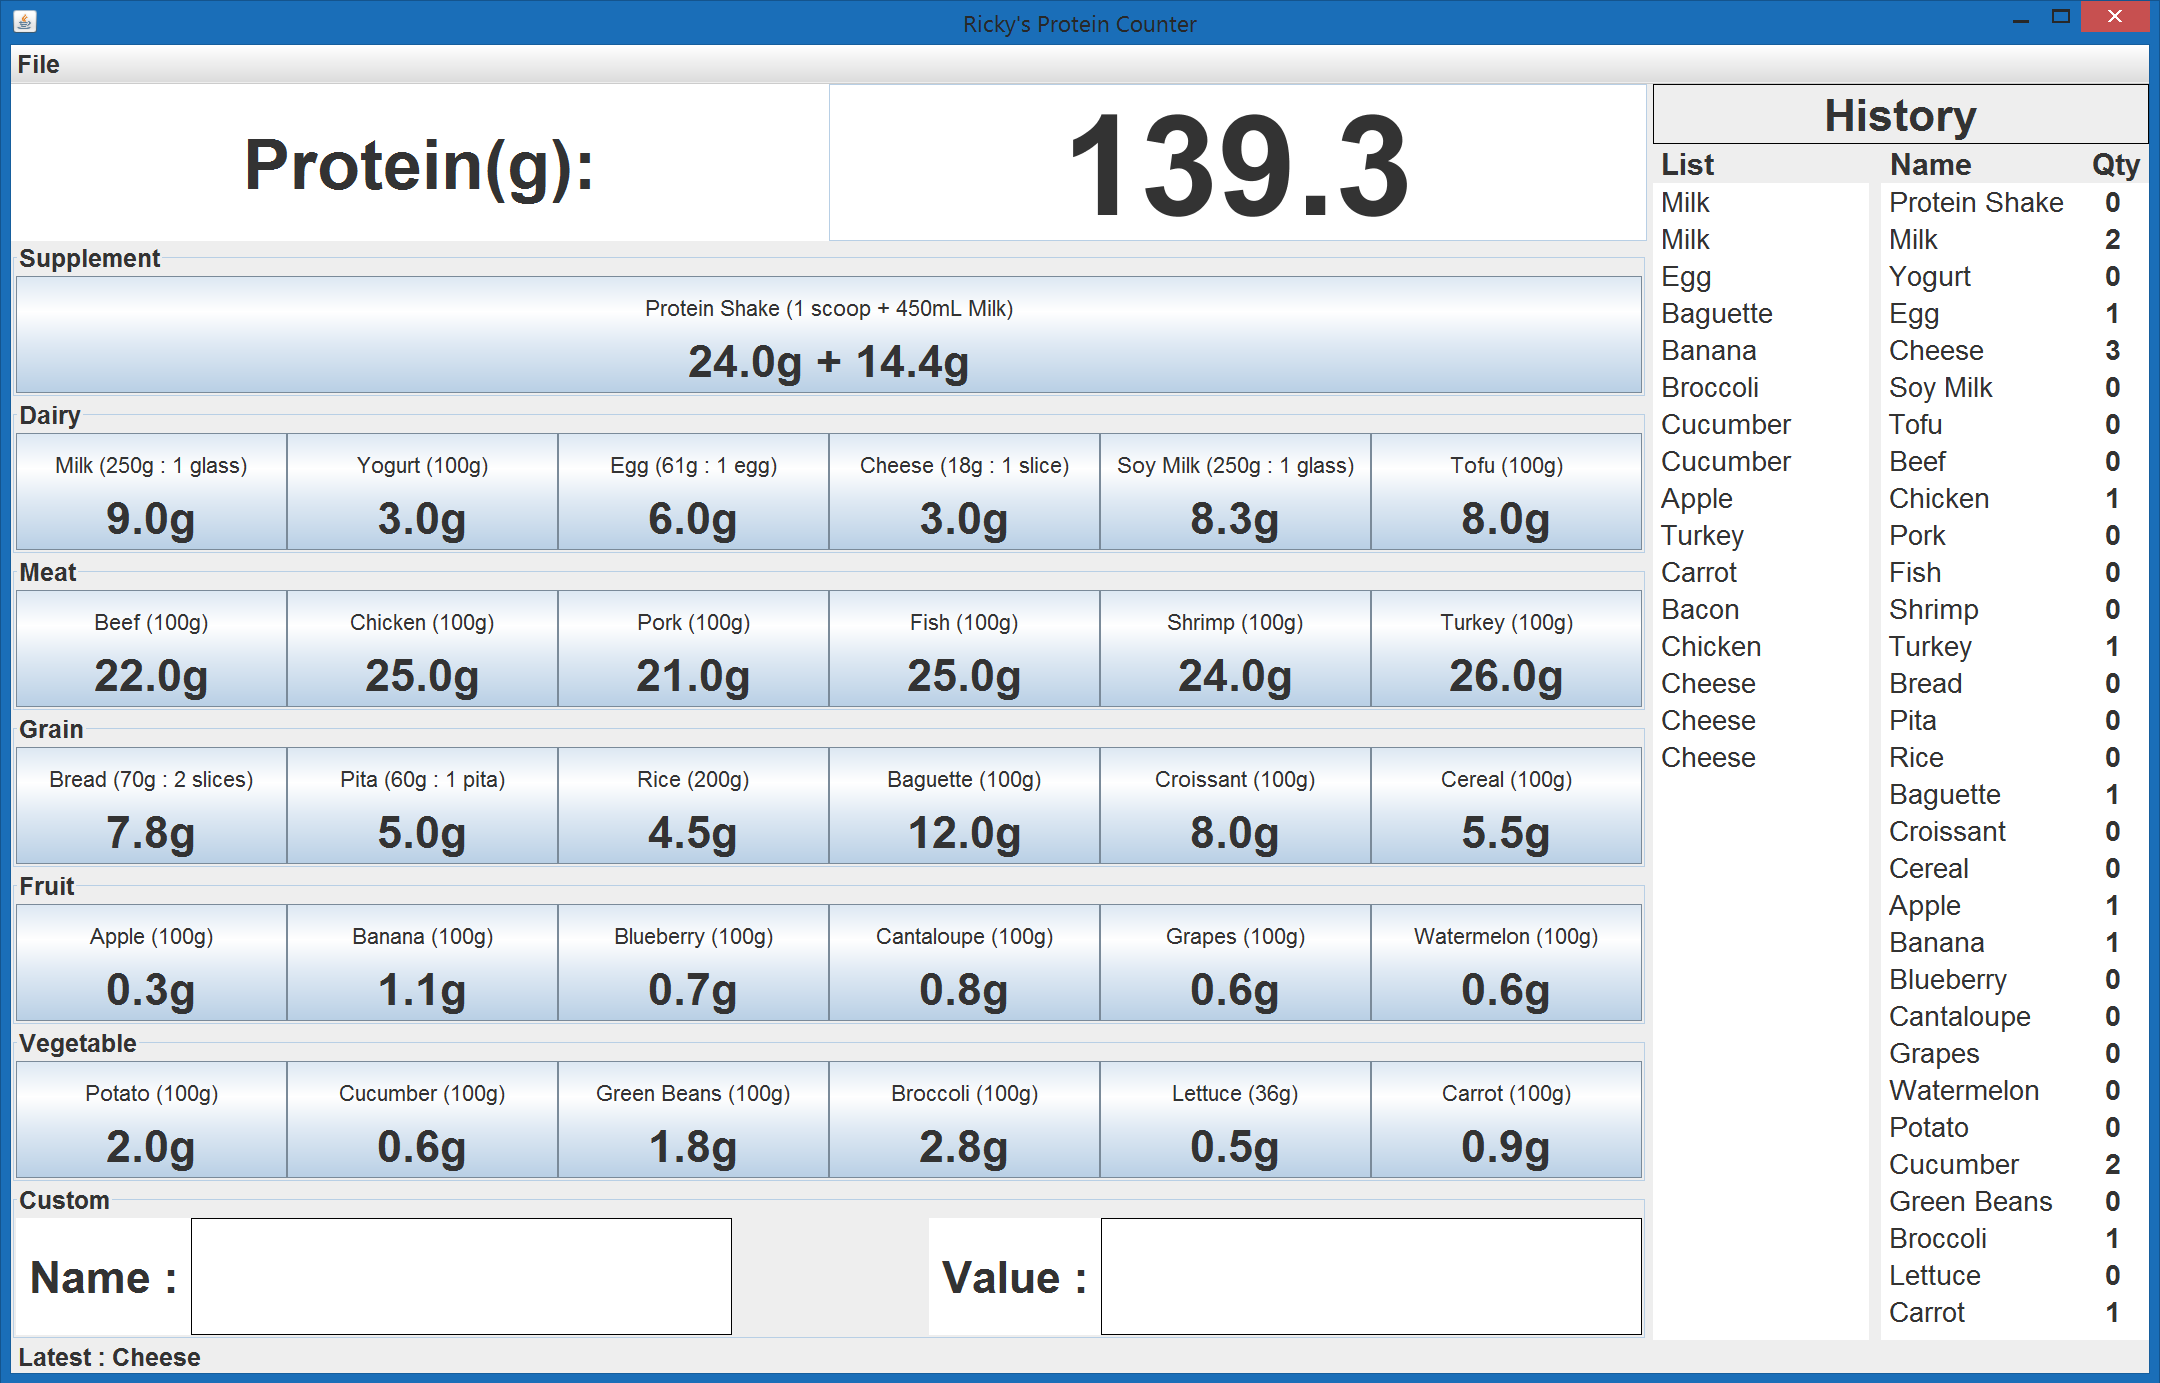 Ricky's Protein Counter
File
Protein(g):
139.3
Supplement
Protein Shake (1 scoop + 450mL Milk)
24.0g + 14.4g
Dairy
Milk (250g : 1 glass)
9.0g
Yogurt (100g)
3.0g
Egg (61g : 1 egg)
6.0g
Cheese (18g : 1 slice)
3.0g
Soy Milk (250g : 1 glass)
8.3g
Tofu (100g)
8.0g
Meat
Beef (100g)
22.0g
Chicken (100g)
25.0g
Pork (100g)
21.0g
Fish (100g)
25.0g
Shrimp (100g)
24.0g
Turkey (100g)
26.0g
Grain
Bread (70g : 2 slices)
7.8g
Pita (60g : 1 pita)
5.0g
Rice (200g)
4.5g
Baguette (100g)
12.0g
Croissant (100g)
8.0g
Cereal (100g)
5.5g
Fruit
Apple (100g)
0.3g
Banana (100g)
1.1g
Blueberry (100g)
0.7g
Cantaloupe (100g)
0.8g
Grapes (100g)
0.6g
Watermelon (100g)
0.6g
Vegetable
Potato (100g)
2.0g
Cucumber (100g)
0.6g
Green Beans (100g)
1.8g
Broccoli (100g)
2.8g
Lettuce (36g)
0.5g
Carrot (100g)
0.9g
Custom
Name :
Value :
Latest : Cheese
History
List
Milk
Milk
Egg
Baguette
Banana
Broccoli
Cucumber
Cucumber
Apple
Turkey
Carrot
Bacon
Chicken
Cheese
Cheese
Cheese
Name Qty
Protein Shake 0
Milk 2
Yogurt 0
Egg 1
Cheese 3
Soy Milk 0
Tofu 0
Beef 0
Chicken 1
Pork 0
Fish 0
Shrimp 0
Turkey 1
Bread 0
Pita 0
Rice 0
Baguette 1
Croissant 0
Cereal 0
Apple 1
Banana 1
Blueberry 0
Cantaloupe 0
Grapes 0
Watermelon 0
Potato 0
Cucumber 2
Green Beans 0
Broccoli 1
Lettuce 0
Carrot 1